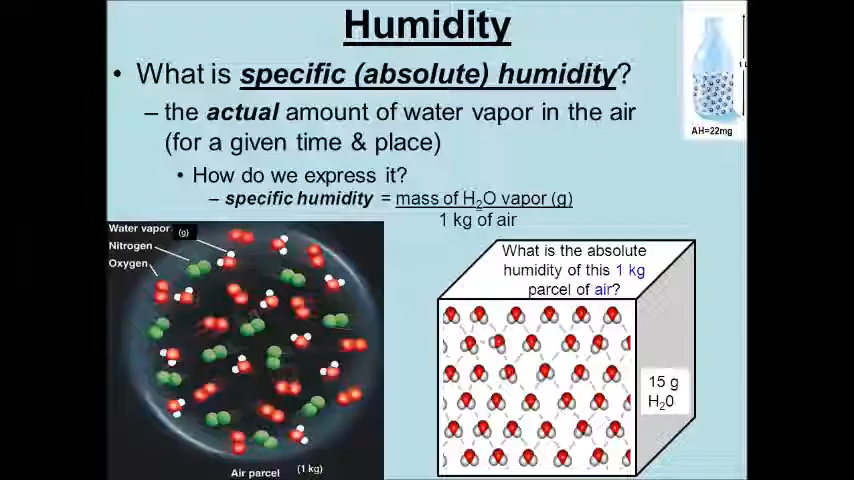 Humidity
• What is specific (absolute) humidity?
– the actual amount of water vapor in the air
(for a given time & place)
• How do we express it?
– specific humidity = mass of H₂O vapor (g)
1 kg of air
AH=22mg
Water vapor (g)
Nitrogen
Oxygen
Air parcel (1 kg)
What is the absolute
humidity of this 1 kg
parcel of air?
15 g
H₂0